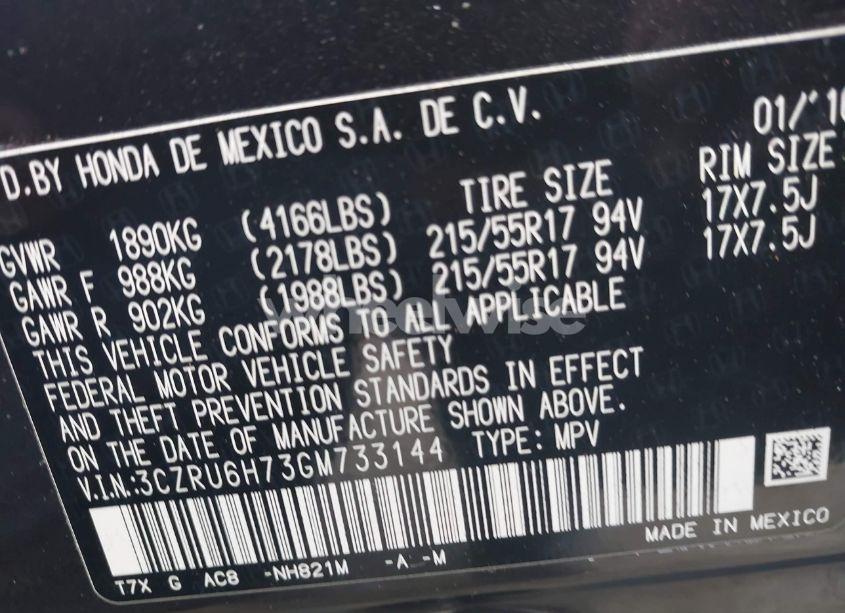 D.BY HONDA DE MEXICO S.A. DE C.V. 01/'16
TIRE SIZE RIM SIZE
GVWR 1890KG (4166LBS)
GAWR F 988KG (2178LBS) 215/55R17 94V 17X7.5J
GAWR R 902KG (1988LBS) 215/55R17 94V 17X7.5J
THIS VEHICLE CONFORMS TO ALL APPLICABLE
FEDERAL MOTOR VEHICLE SAFETY
AND THEFT PREVENTION STANDARDS IN EFFECT
ON THE DATE OF MANUFACTURE SHOWN ABOVE.
V.I.N:3CZRU6H73GM733144 TYPE: MPV
MADE IN MEXICO
T7X G AC8 -NH821M -A -M
wheelwise